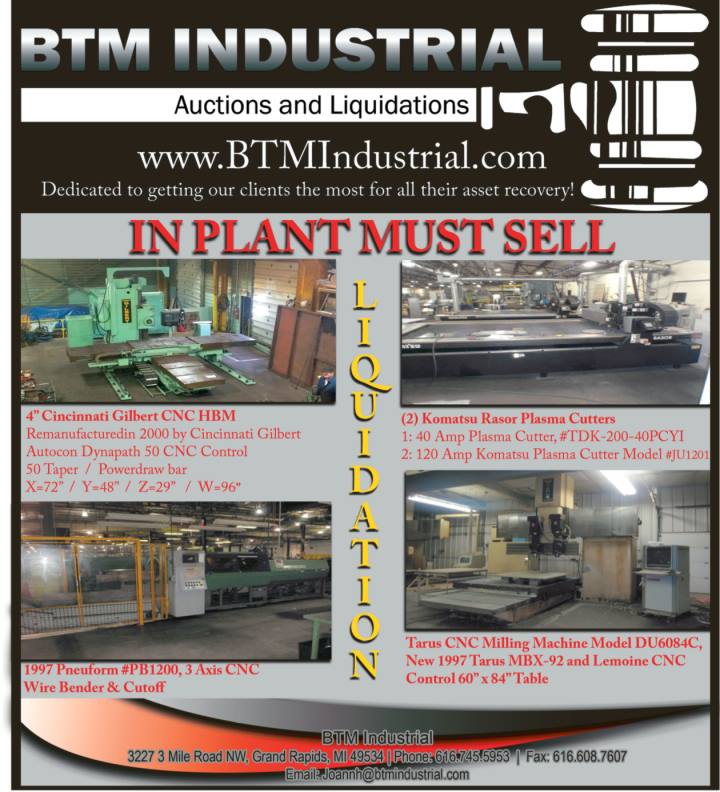 BTM INDUSTRIAL
Auctions and Liquidations
www.BTMIndustrial.com
Dedicated to getting our clients the most for all their asset recovery!
IN PLANT MUST SELL
LIQUIDATION
4" Cincinnati Gilbert CNC HBM
Remanufacturedin 2000 by Cincinnati Gilbert
Autocon Dynapath 50 CNC Control
50 Taper / Powerdraw bar
X=72" / Y=48" / Z=29" / W=96"
RASOR
(2) Komatsu Rasor Plasma Cutters
1: 40 Amp Plasma Cutter, #TDK-200-40PCYI
2: 120 Amp Komatsu Plasma Cutter Model #JU1201
1997 Pneuform #PB1200, 3 Axis CNC
Wire Bender & Cutoff
Tarus CNC Milling Machine Model DU6084C,
New 1997 Tarus MBX-92 and Lemoine CNC
Control 60" x 84" Table
BTM Industrial
3227 3 Mile Road NW, Grand Rapids, MI 49534 | Phone: 616.745.5953 | Fax: 616.608.7607
Email: Joannh@btmindustrial.com